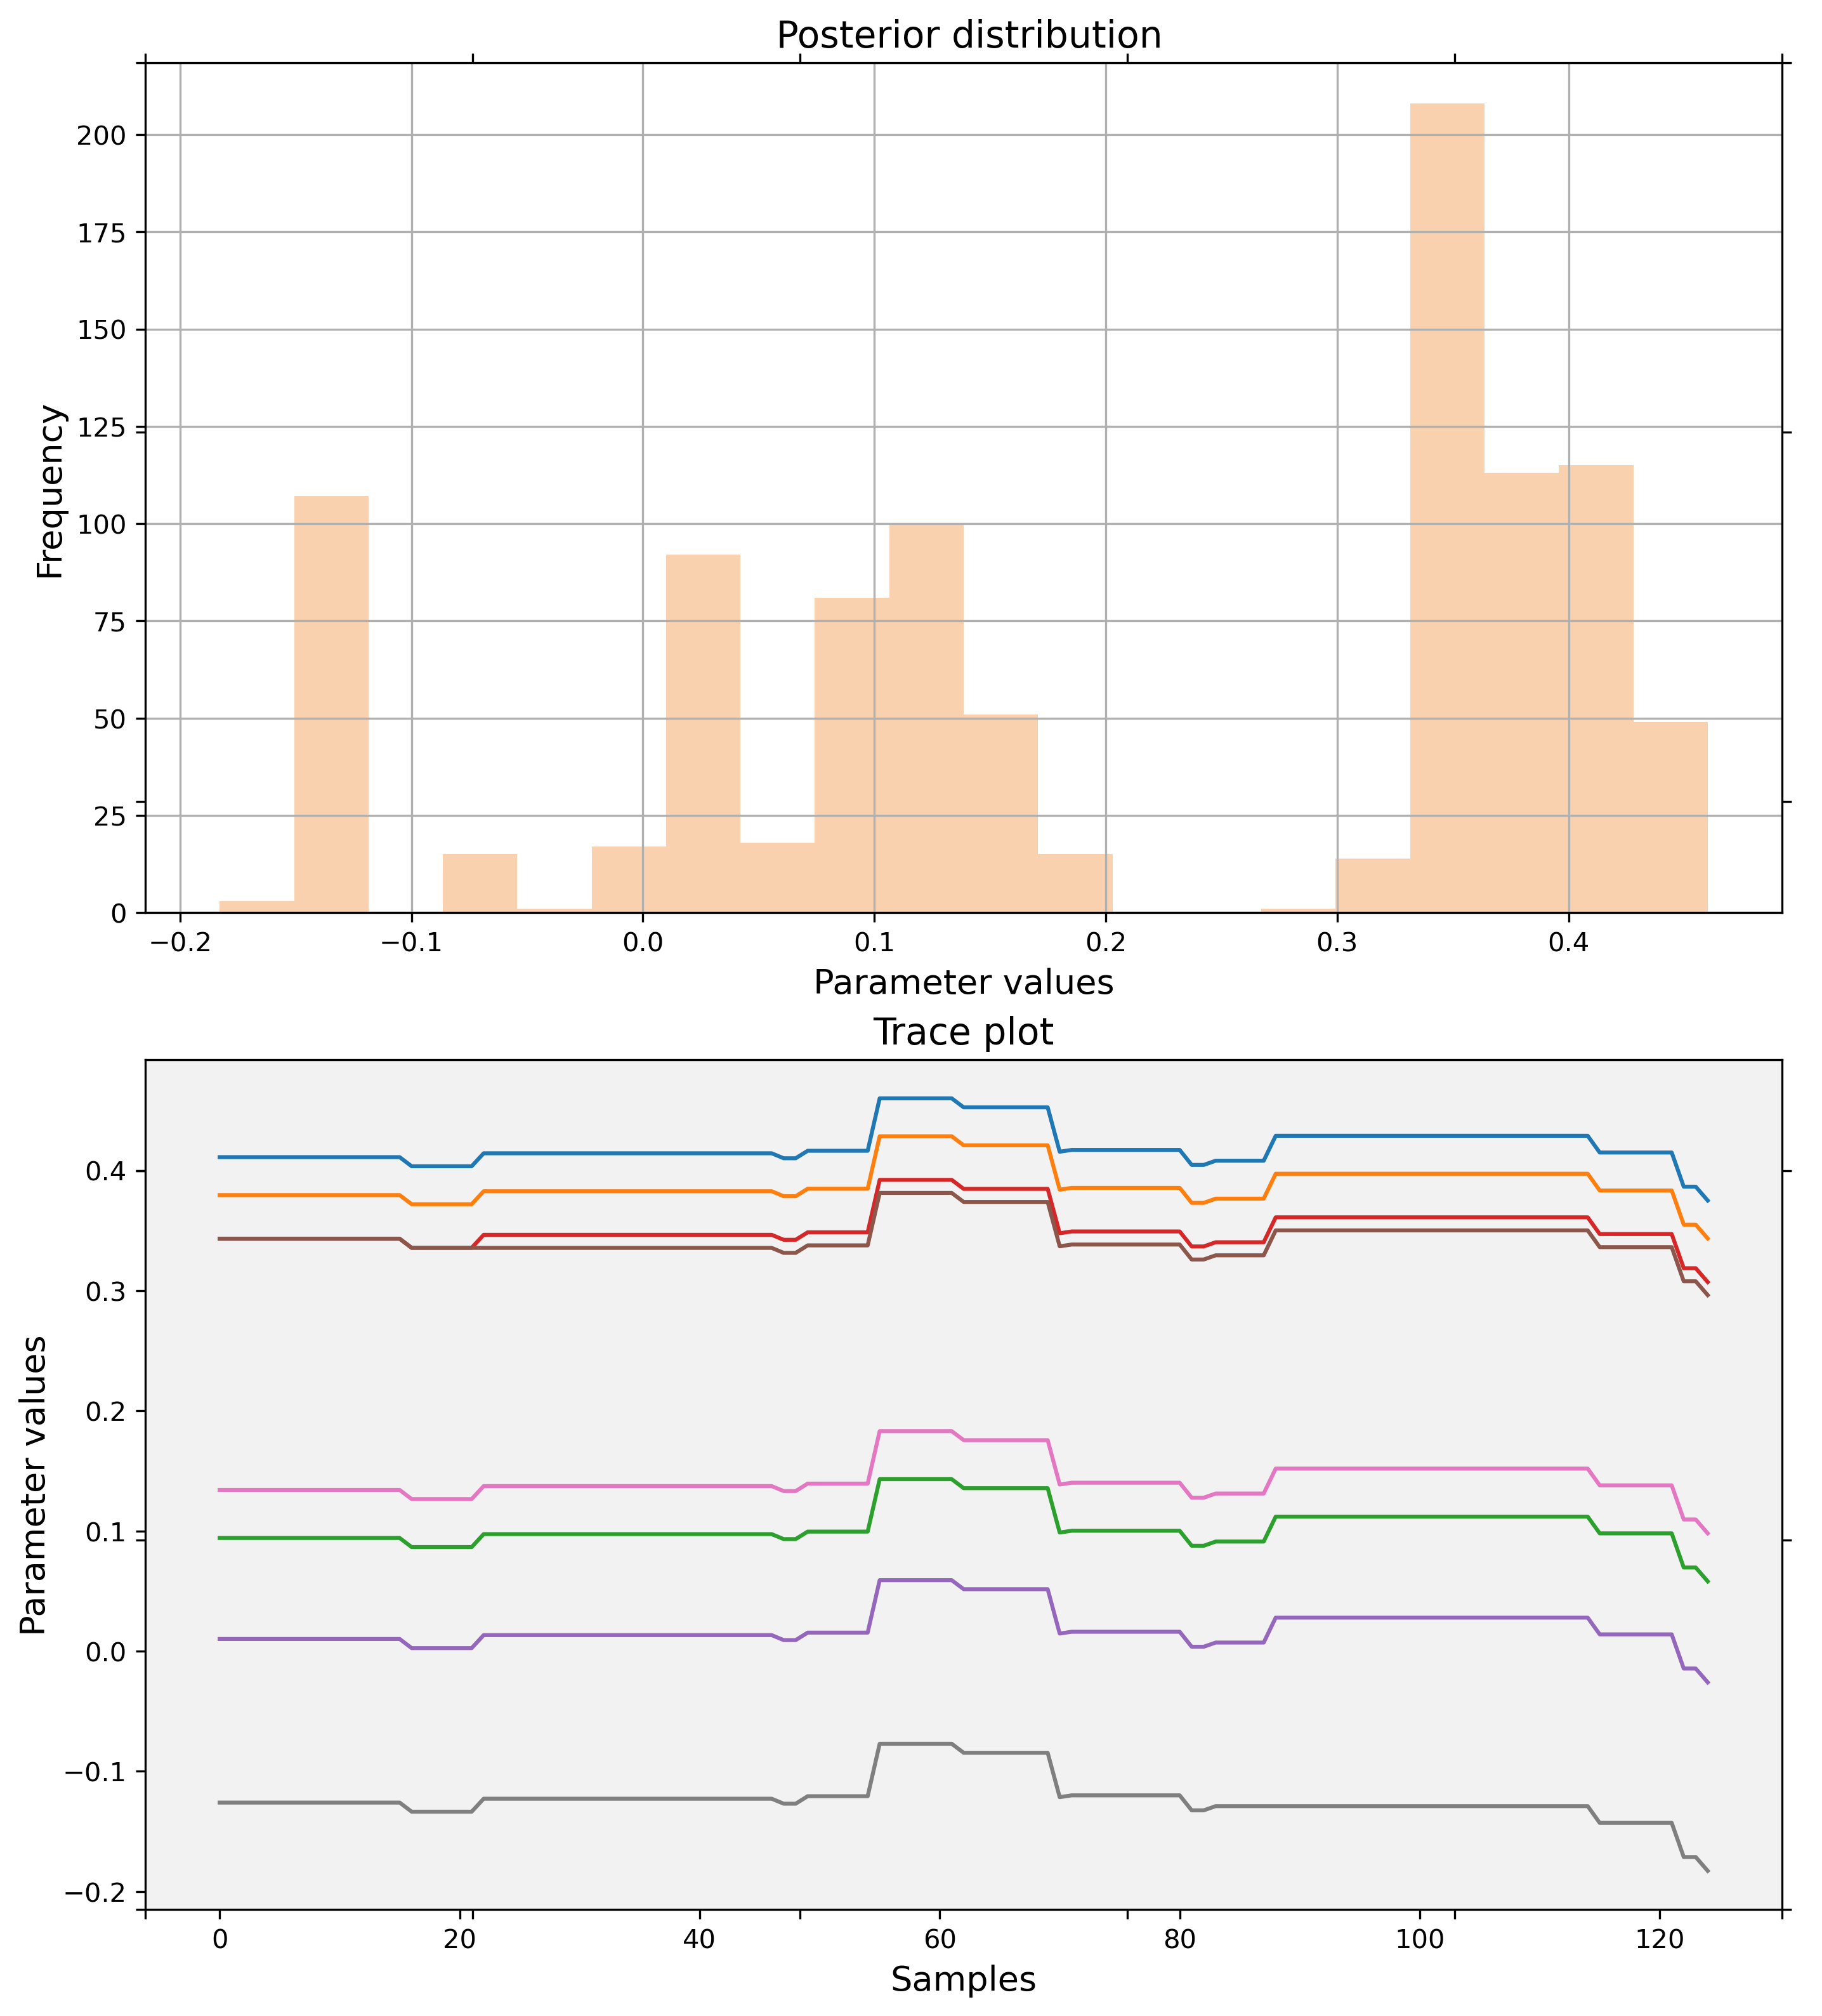 Posterior distribution
200
175
150
125
100
75
50
25
0
Frequency
−0.2 −0.1 0.0 0.1 0.2 0.3 0.4
Parameter values
Trace plot
0.4
0.3
0.2
0.1
0.0
−0.1
−0.2
Parameter values
0 20 40 60 80 100 120
Samples